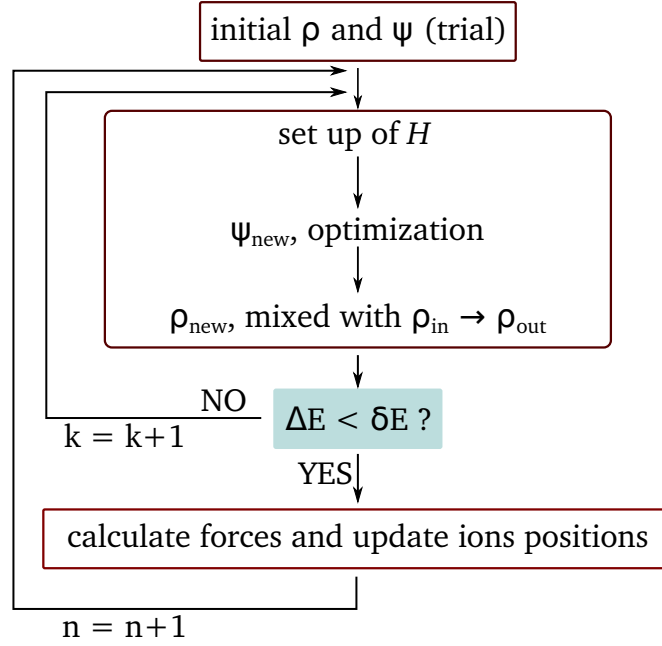 initial ρ and ψ (trial)
set up of H
ψnew, optimization
ρnew, mixed with ρin → ρout
NO
ΔE < δE ?
k = k+1
YES
calculate forces and update ions positions
n = n+1